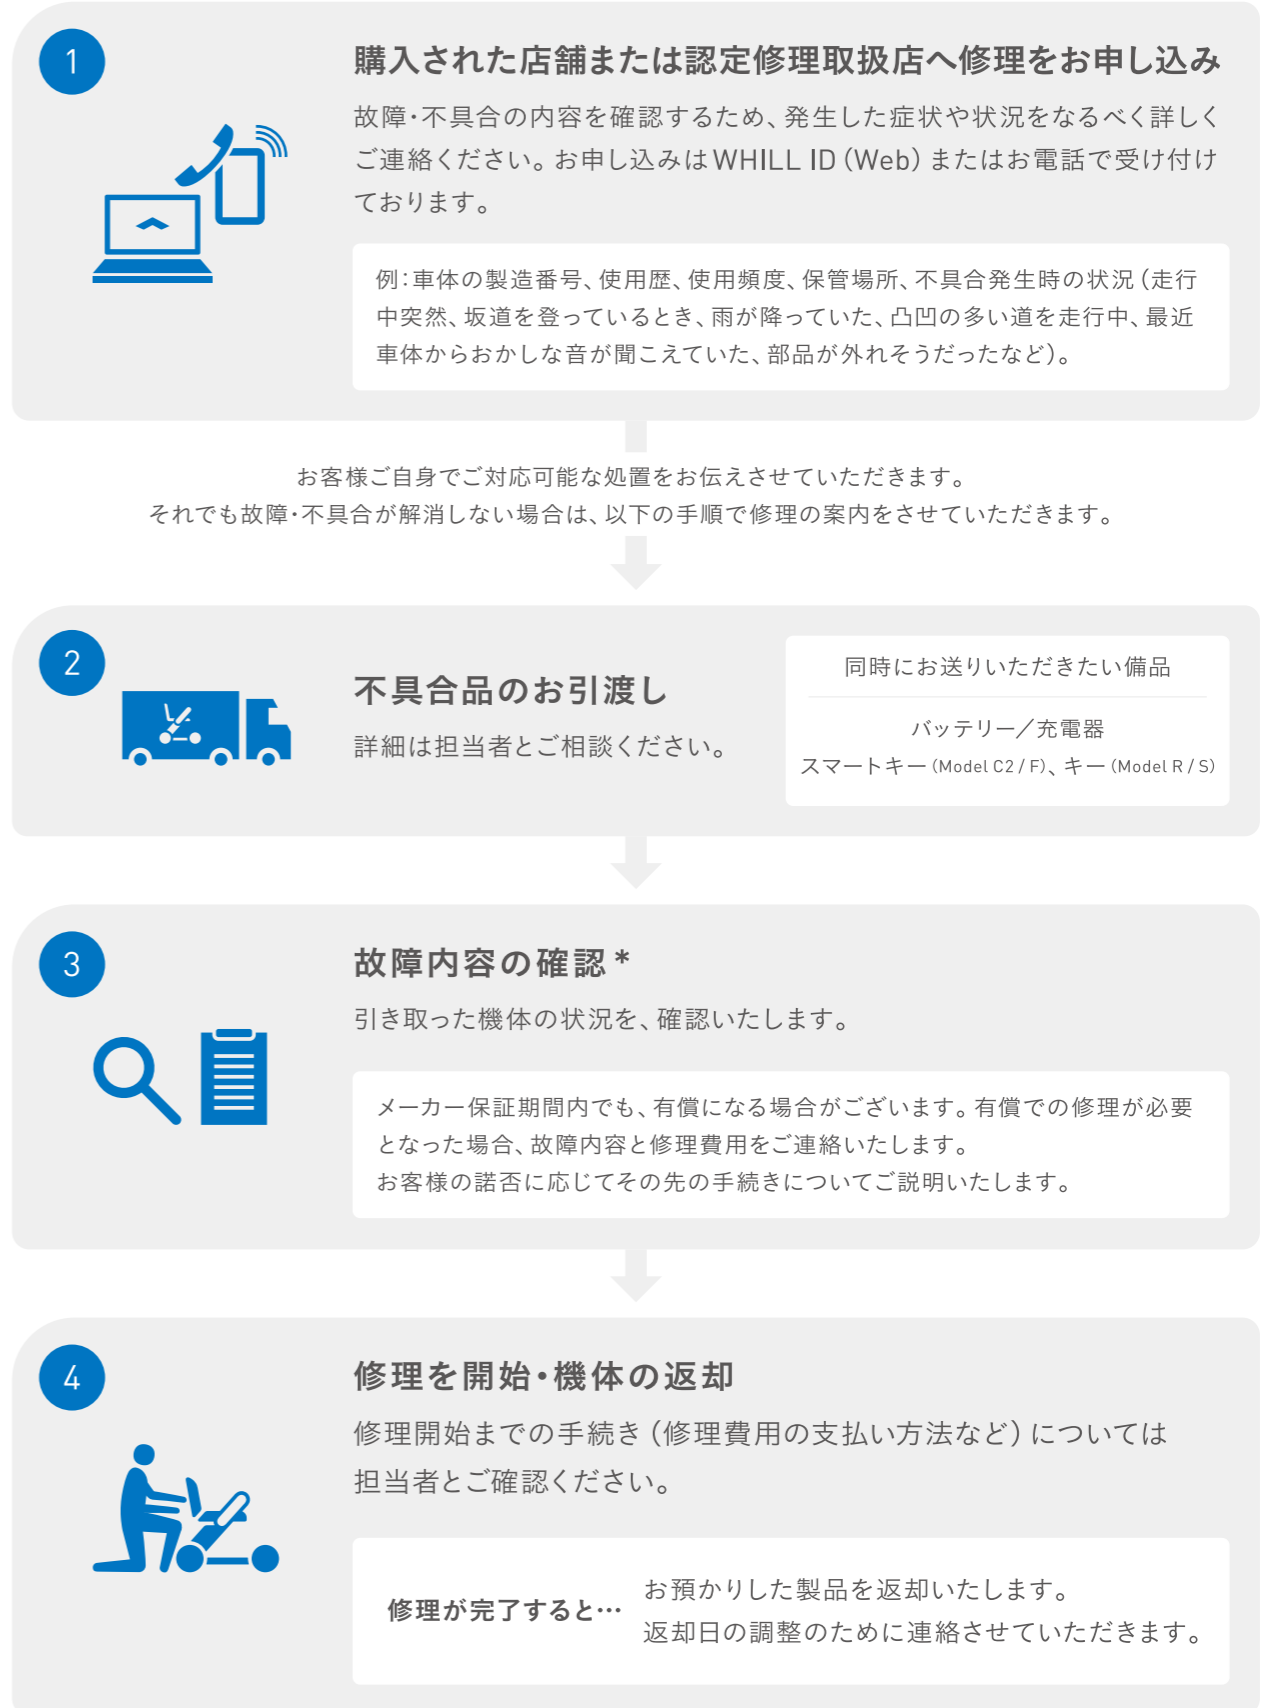 1
購入された店舗または認定修理取扱店へ修理をお申し込み
故障・不具合の内容を確認するため、発生した症状や状況をなるべく詳しく
ご連絡ください。お申し込みはWHILL ID（Web）またはお電話で受け付け
ております。
例：車体の製造番号、使用歴、使用頻度、保管場所、不具合発生時の状況（走行
中突然、坂道を登っているとき、雨が降っていた、凸凹の多い道を走行中、最近
車体からおかしな音が聞こえていた、部品が外れそうだったなど）。
お客様ご自身でご対応可能な処置をお伝えさせていただきます。
それでも故障・不具合が解消しない場合は、以下の手順で修理の案内をさせていただきます。
2
不具合品のお引渡し
詳細は担当者とご相談ください。
同時にお送りいただきたい備品
バッテリー／充電器
スマートキー（Model C2 / F）、キー（Model R / S）
3
故障内容の確認＊
引き取った機体の状況を、確認いたします。
メーカー保証期間内でも、有償になる場合がございます。有償での修理が必要
となった場合、故障内容と修理費用をご連絡いたします。
お客様の諾否に応じてその先の手続きについてご説明いたします。
4
修理を開始・機体の返却
修理開始までの手続き（修理費用の支払い方法など）については
担当者とご確認ください。
修理が完了すると…
お預かりした製品を返却いたします。
返却日の調整のために連絡させていただきます。